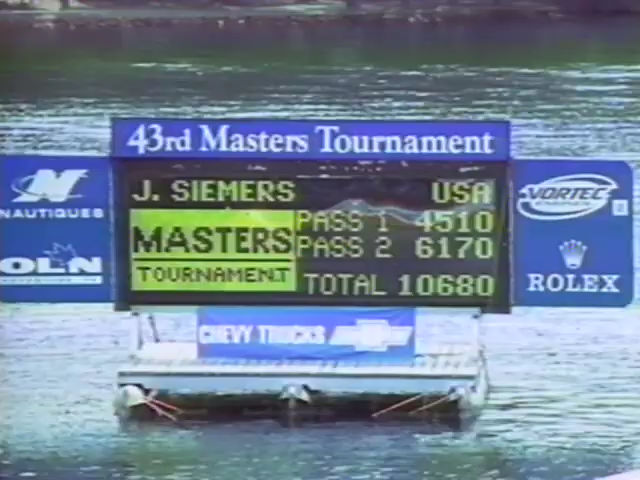 43rd Masters Tournament
J. SIEMERS USA
MASTERS
TOURNAMENT
PASS 1 4510
PASS 2 6170
TOTAL 10680
NAUTIQUES
OLN
VORTEC
ROLEX
CHEVY TRUCKS